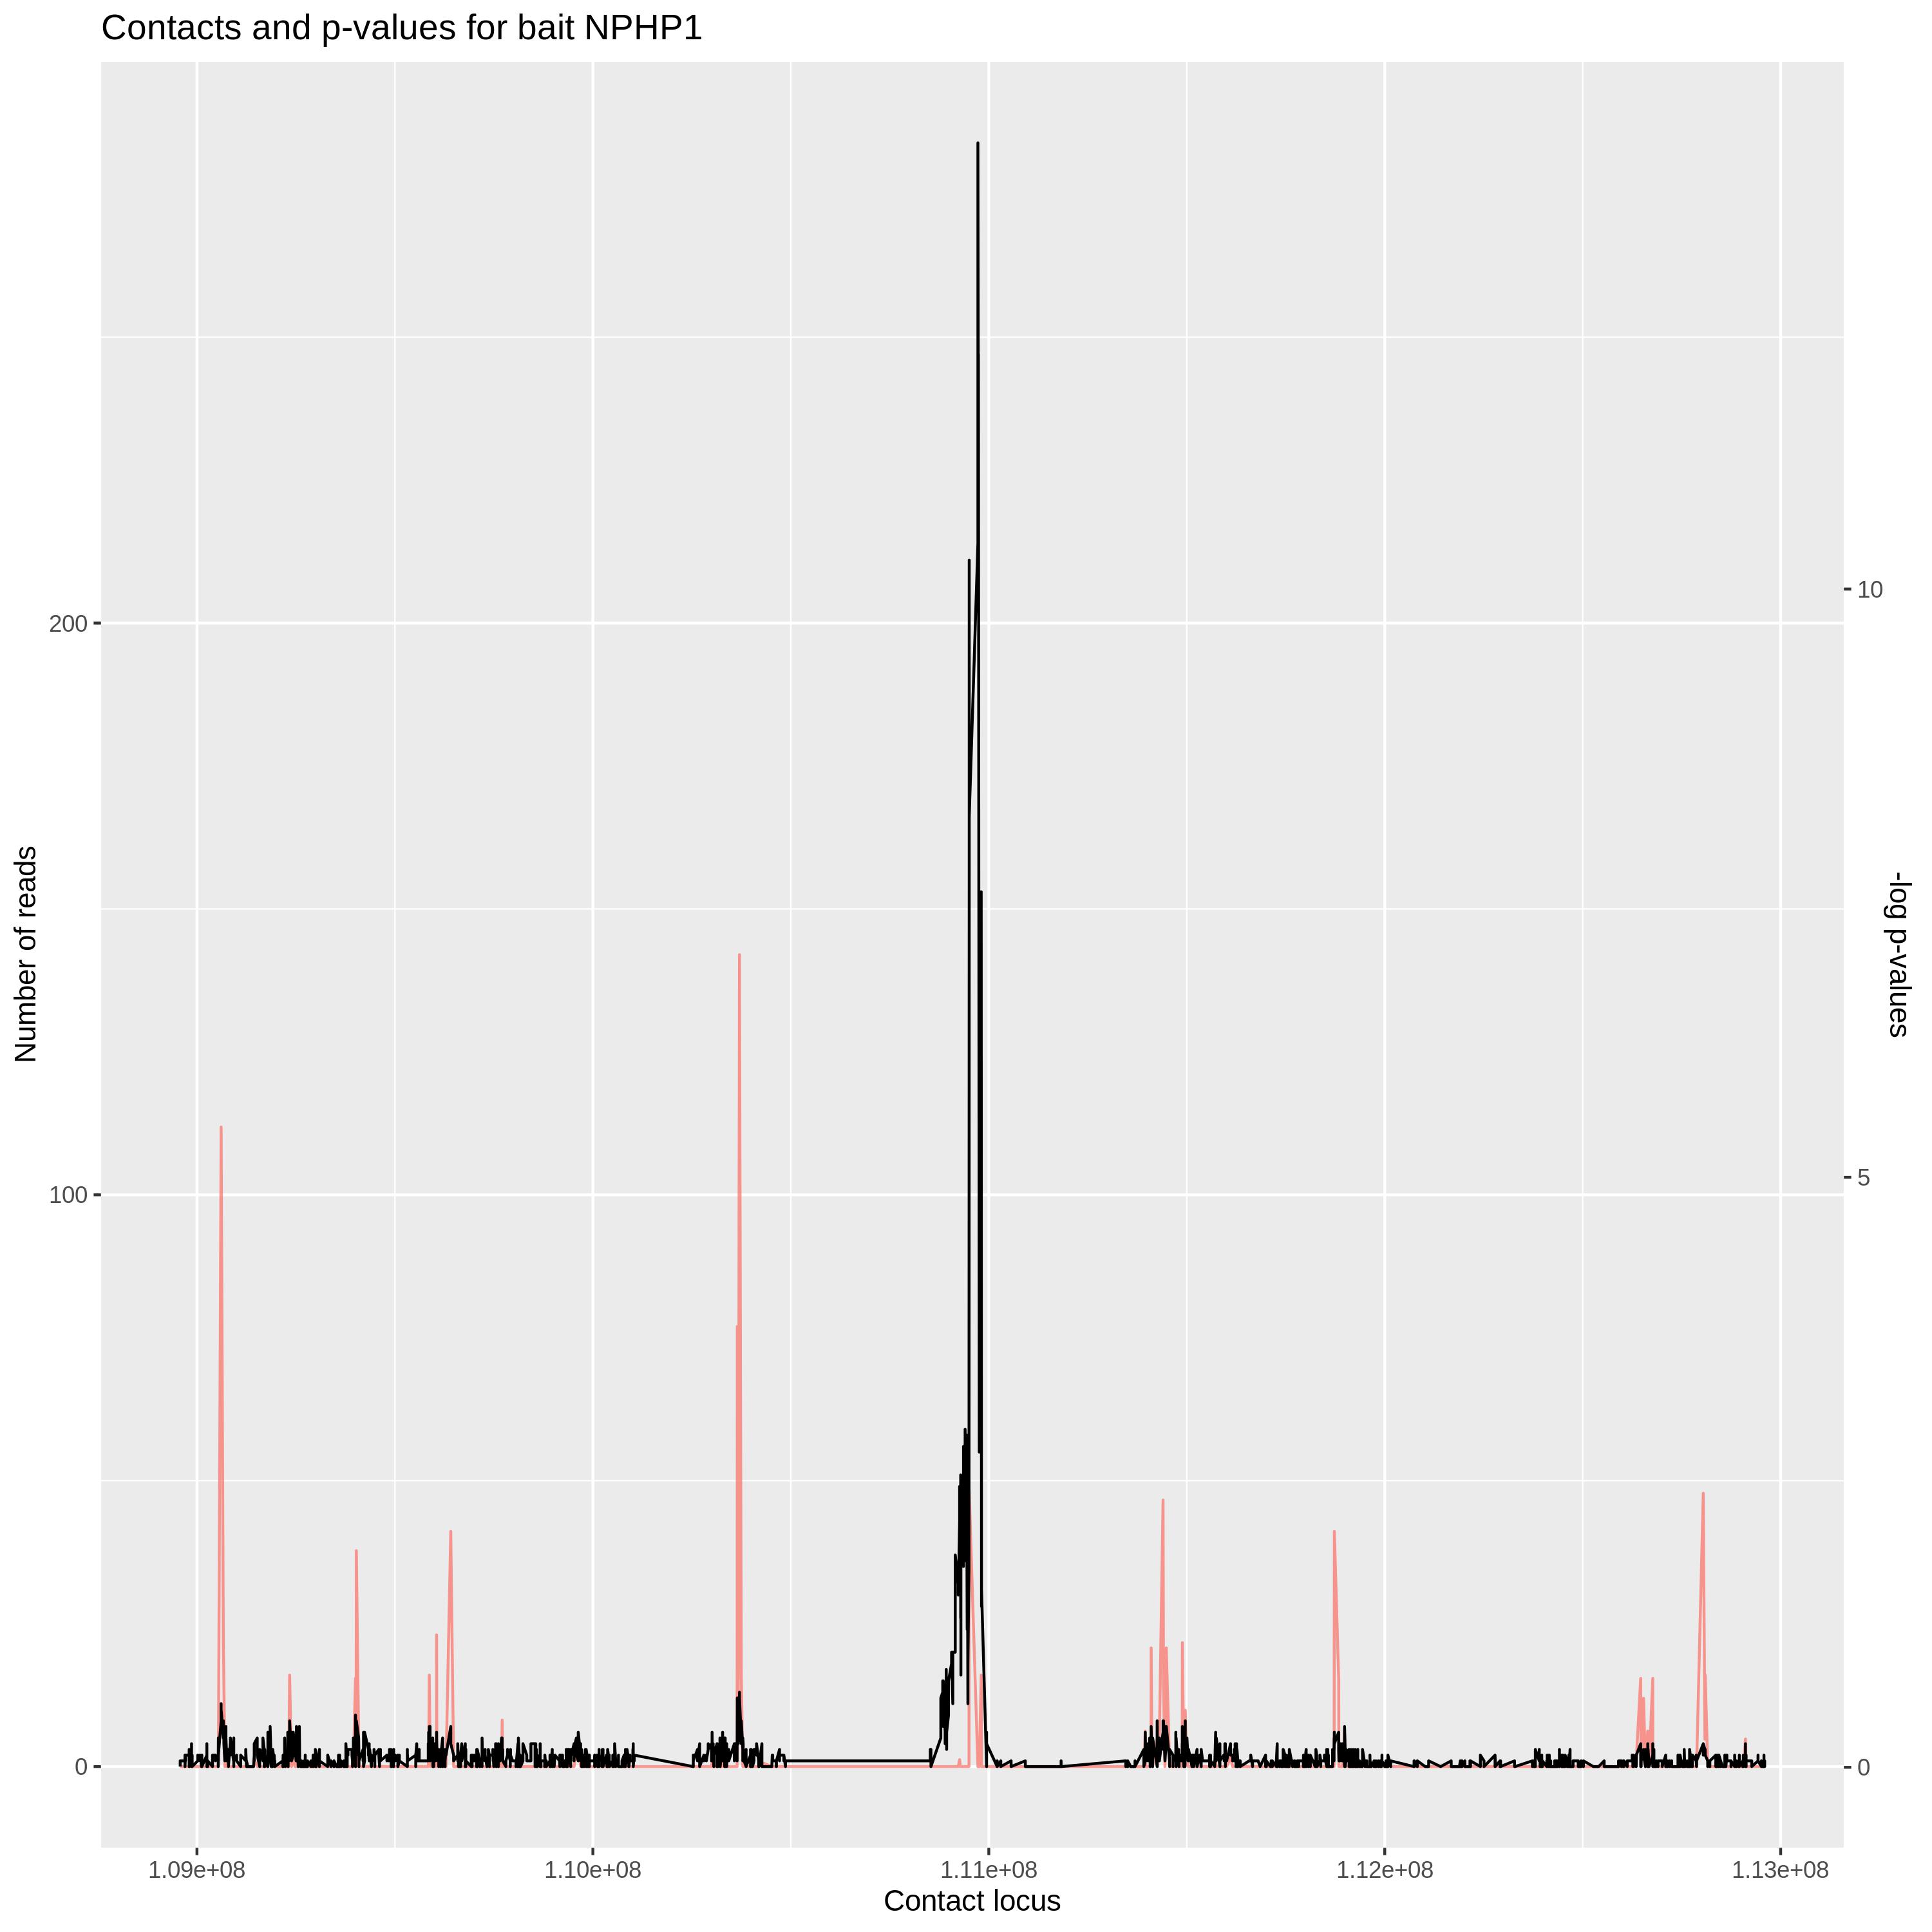 Contacts and p-values for bait NPHP1
Number of reads
200
100
0
10
5
0
-log p-values
1.09e+08
1.10e+08
1.11e+08
1.12e+08
1.13e+08
Contact locus